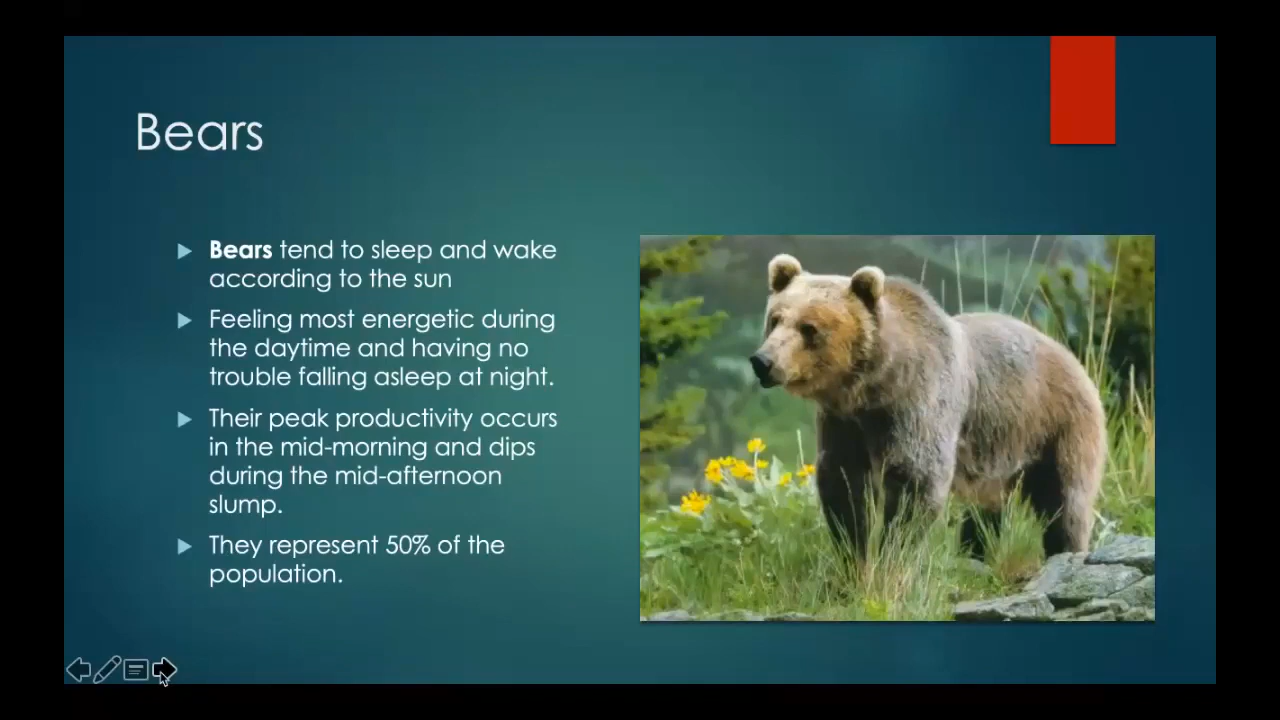 Bears
Bears tend to sleep and wake
according to the sun
Feeling most energetic during
the daytime and having no
trouble falling asleep at night.
Their peak productivity occurs
in the mid-morning and dips
during the mid-afternoon
slump.
They represent 50% of the
population.